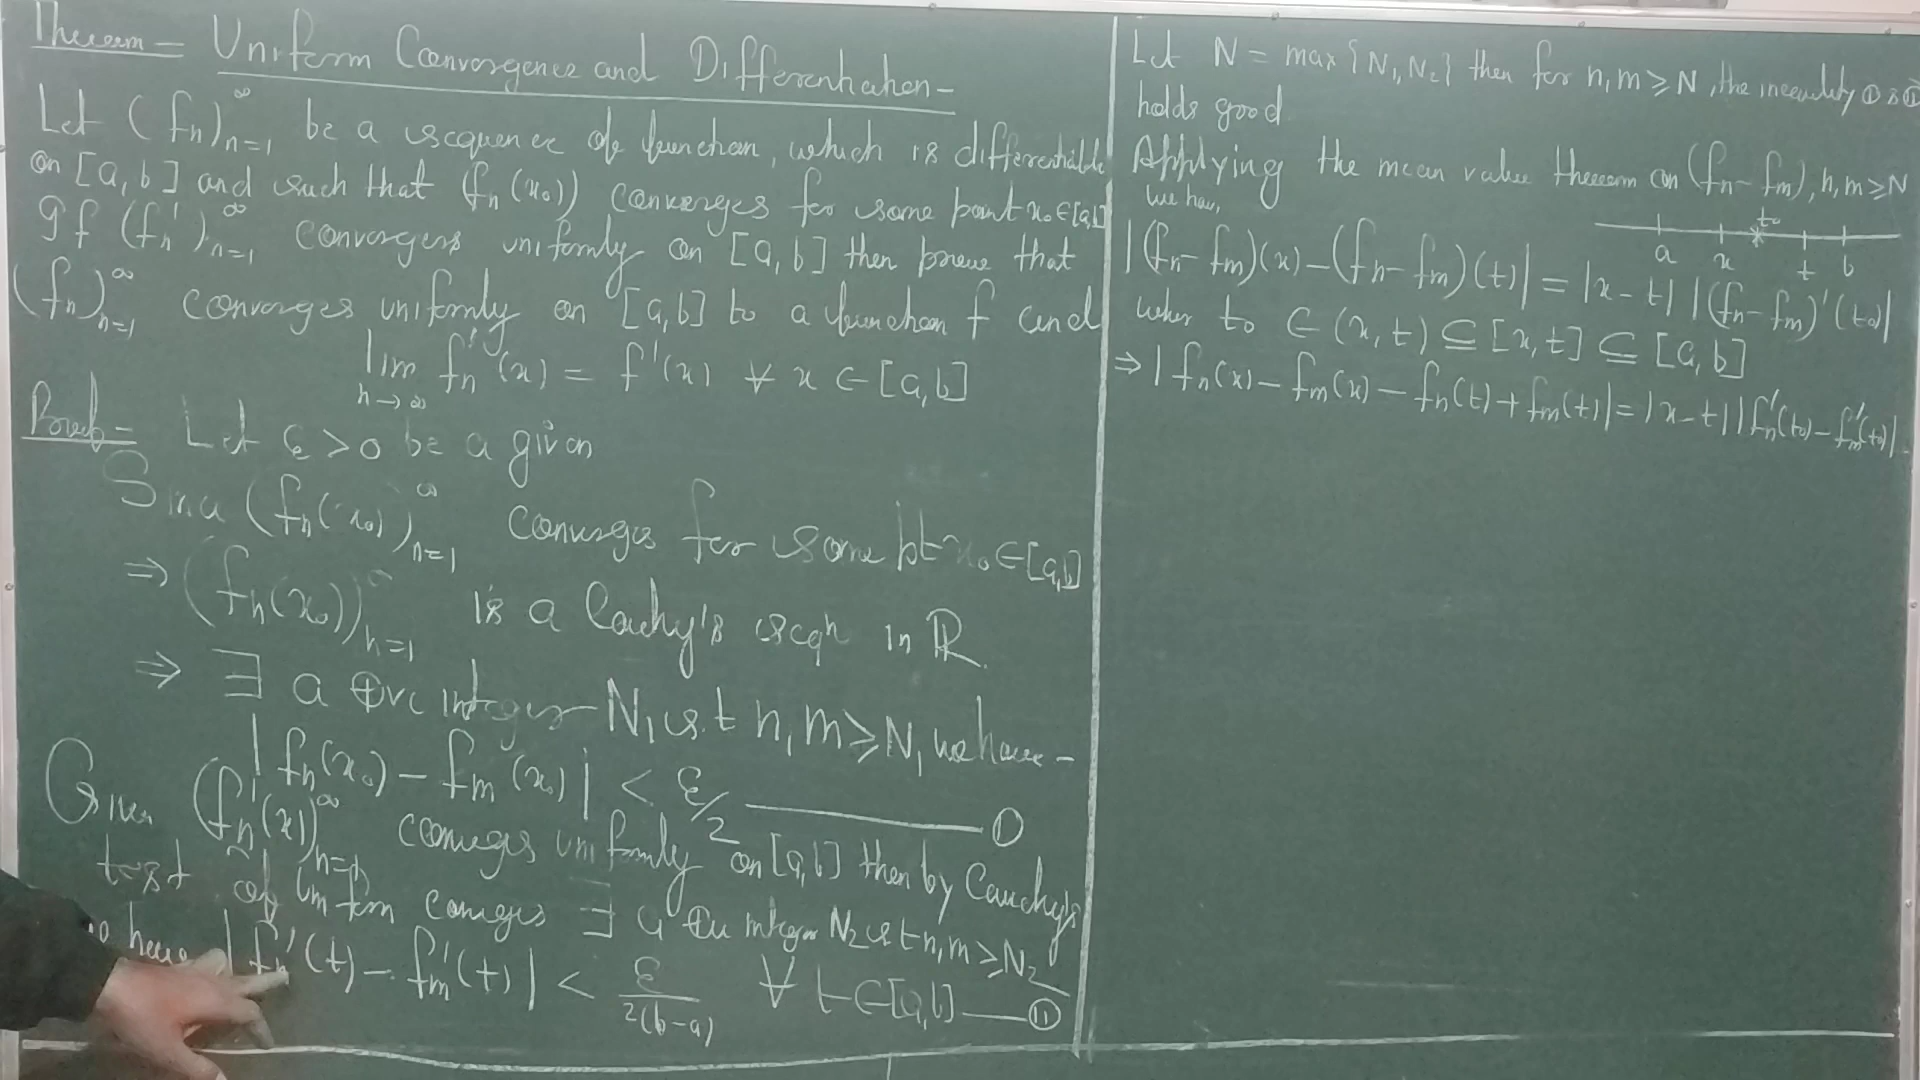 Theorem - Uniform Convergence and Differentiation -
Let (fn)∞n=1 be a sequence of function, which is differentiable
on [a, b] and such that (fn(x₀)) converges for some point x₀∈[a,b]
If (fn')∞n=1 converges uniformly on [a, b] then prove that
(fn)∞n=1 converges uniformly on [a, b] to a function f and
lim n→∞ fn'(x) = f'(x) ∀ x ∈ [a,b]
Proof - Let ε > 0 be a given
Since (fn(x₀))∞n=1 converges for some pt x₀ ∈ [a,b]
⇒ (fn(x₀))∞n=1 is a Cauchy's seqn in ℝ.
⇒ ∃ a ⊕ve integer N₁ s.t n, m ≥ N₁ we have -
|fn(x₀) - fm(x₀)| < ε/2 ——— ①
Given (fn'(x))∞n=1 converges uniformly on [a,b] then by Cauchy's
test of uniform converges ∃ a ⊕ve integer N₂ s.t n, m ≥ N₂
we have |fn'(t) - fm'(t)| < ε/2(b-a) ∀ t ∈ [a,b] — ⑪
Let N = max {N₁, N₂} then for n, m ≥ N, the inequality ① & ⑪
holds good
Applying the mean value theorem on (fn - fm), n, m ≥ N
we have,
a x t₀ t b
|(fn - fm)(x) - (fn - fm)(t)| = |x - t| |(fn - fm)'(t₀)|
where t₀ ∈ (x, t) ⊆ [x, t] ⊆ [a, b]
⇒ |fn(x) - fm(x) - fn(t) + fm(t)| = |x - t| |fn'(t₀) - fm'(t₀)|